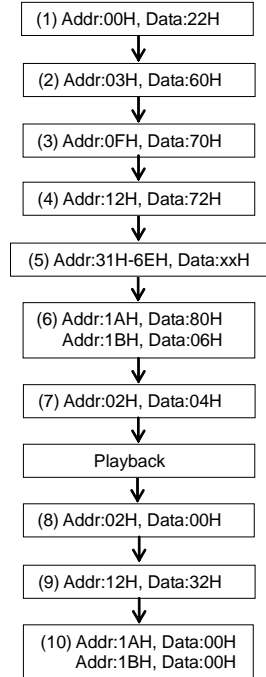 (1) Addr:00H, Data:22H
(2) Addr:03H, Data:60H
(3) Addr:0FH, Data:70H
(4) Addr:12H, Data:72H
(5) Addr:31H-6EH, Data:xxH
(6) Addr:1AH, Data:80H
Addr:1BH, Data:06H
(7) Addr:02H, Data:04H
Playback
(8) Addr:02H, Data:00H
(9) Addr:12H, Data:32H
(10) Addr:1AH, Data:00H
Addr:1BH, Data:00H